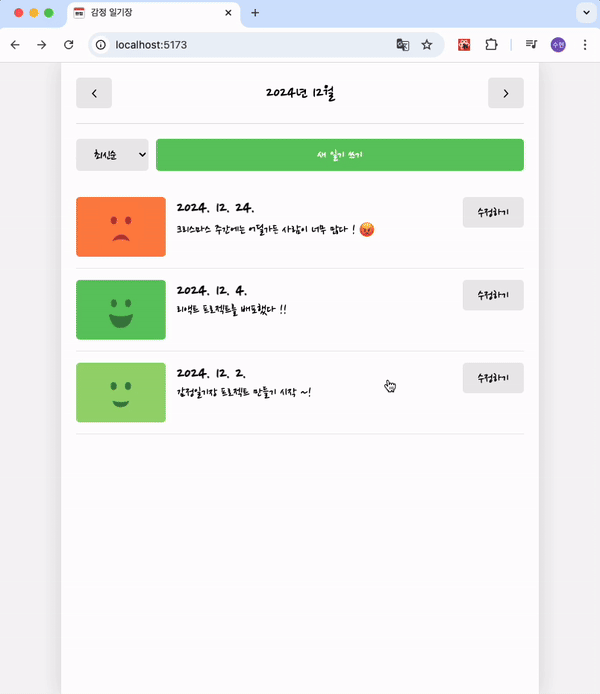 감정 일기장
localhost:5173
수민
2024년 12월
최신순
새 일기 쓰기
2024. 12. 24.
크리스마스 주간에는 어딜가든 사람이 너무 많다 ! 😡
수정하기
2024. 12. 4.
리액트 프로젝트를 배포했다 !!
수정하기
2024. 12. 2.
감정일기장 프로젝트 만들기 시작 ~!
수정하기